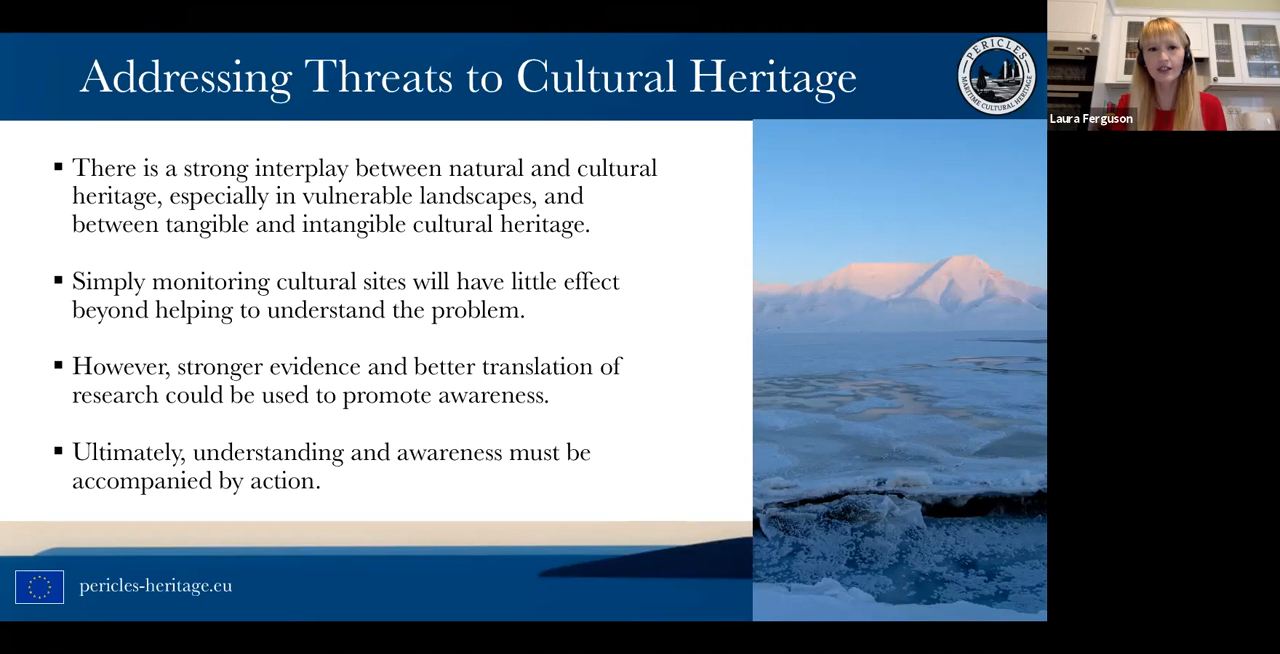 Addressing Threats to Cultural Heritage
PERICLES
MARITIME CULTURAL HERITAGE
Laura Ferguson
▪ There is a strong interplay between natural and cultural
heritage, especially in vulnerable landscapes, and
between tangible and intangible cultural heritage.
▪ Simply monitoring cultural sites will have little effect
beyond helping to understand the problem.
▪ However, stronger evidence and better translation of
research could be used to promote awareness.
▪ Ultimately, understanding and awareness must be
accompanied by action.
pericles-heritage.eu